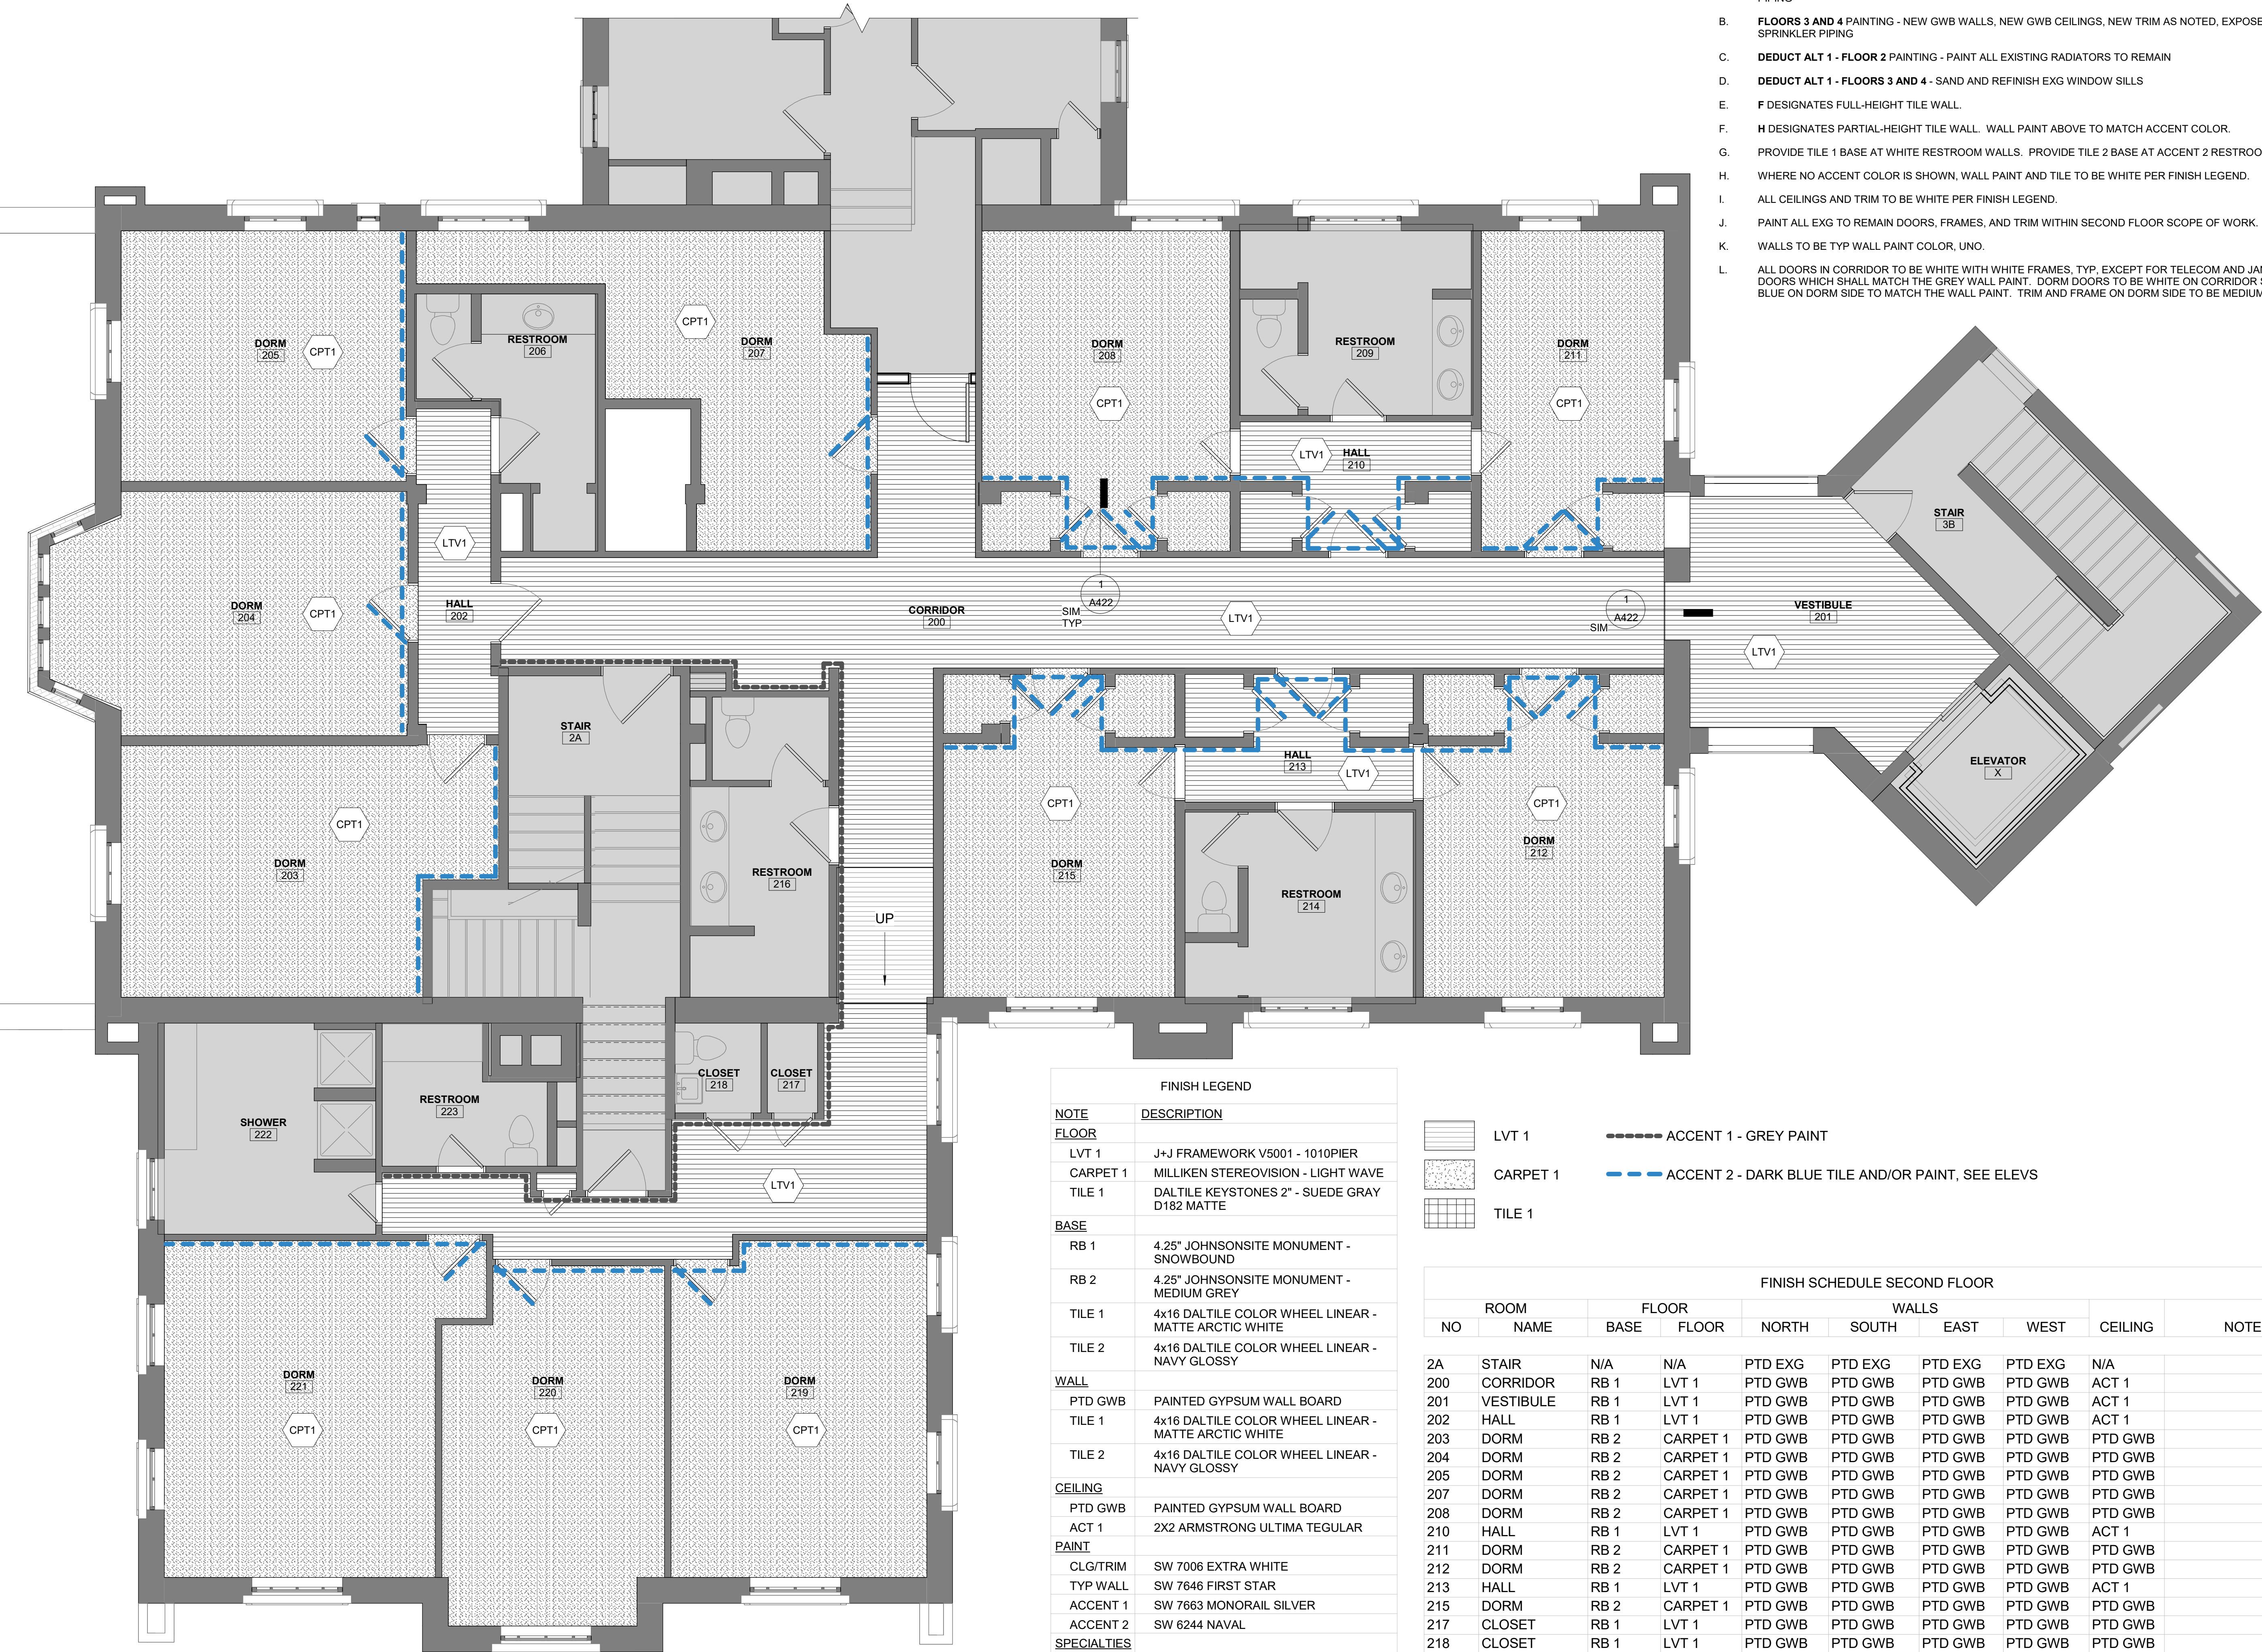 PIPING
B. FLOORS 3 AND 4 PAINTING - NEW GWB WALLS, NEW GWB CEILINGS, NEW TRIM AS NOTED, EXPOSE
SPRINKLER PIPING
C. DEDUCT ALT 1 - FLOOR 2 PAINTING - PAINT ALL EXISTING RADIATORS TO REMAIN
D. DEDUCT ALT 1 - FLOORS 3 AND 4 - SAND AND REFINISH EXG WINDOW SILLS
E. F DESIGNATES FULL-HEIGHT TILE WALL.
F. H DESIGNATES PARTIAL-HEIGHT TILE WALL. WALL PAINT ABOVE TO MATCH ACCENT COLOR.
G. PROVIDE TILE 1 BASE AT WHITE RESTROOM WALLS. PROVIDE TILE 2 BASE AT ACCENT 2 RESTROO
H. WHERE NO ACCENT COLOR IS SHOWN, WALL PAINT AND TILE TO BE WHITE PER FINISH LEGEND.
I. ALL CEILINGS AND TRIM TO BE WHITE PER FINISH LEGEND.
J. PAINT ALL EXG TO REMAIN DOORS, FRAMES, AND TRIM WITHIN SECOND FLOOR SCOPE OF WORK.
K. WALLS TO BE TYP WALL PAINT COLOR, UNO.
L. ALL DOORS IN CORRIDOR TO BE WHITE WITH WHITE FRAMES, TYP, EXCEPT FOR TELECOM AND JA
DOORS WHICH SHALL MATCH THE GREY WALL PAINT. DORM DOORS TO BE WHITE ON CORRIDOR
BLUE ON DORM SIDE TO MATCH THE WALL PAINT. TRIM AND FRAME ON DORM SIDE TO BE MEDIUM
DORM
205
CPT1
RESTROOM
206
CPT1
DORM
207
DORM
208
CPT1
RESTROOM
209
DORM
211
CPT1
LTV1
HALL
210
STAIR
3B
LTV1
DORM
204
CPT1
HALL
202
CORRIDOR
200
1
A422
SIM
TYP
LTV1
1
A422
SIM
VESTIBULE
201
LTV1
STAIR
2A
HALL
213
LTV1
ELEVATOR
X
CPT1
DORM
203
RESTROOM
216
UP
CPT1
DORM
215
RESTROOM
214
CPT1
DORM
212
SHOWER
222
RESTROOM
223
CLOSET
218
CLOSET
217
LTV1
DORM
221
CPT1
DORM
220
CPT1
DORM
219
CPT1
FINISH LEGEND
NOTE DESCRIPTION
FLOOR
LVT 1 J+J FRAMEWORK V5001 - 1010PIER
CARPET 1 MILLIKEN STEREOVISION - LIGHT WAVE
TILE 1 DALTILE KEYSTONES 2" - SUEDE GRAY
D182 MATTE
BASE
RB 1 4.25" JOHNSONSITE MONUMENT -
SNOWBOUND
RB 2 4.25" JOHNSONSITE MONUMENT -
MEDIUM GREY
TILE 1 4x16 DALTILE COLOR WHEEL LINEAR -
MATTE ARCTIC WHITE
TILE 2 4x16 DALTILE COLOR WHEEL LINEAR -
NAVY GLOSSY
WALL
PTD GWB PAINTED GYPSUM WALL BOARD
TILE 1 4x16 DALTILE COLOR WHEEL LINEAR -
MATTE ARCTIC WHITE
TILE 2 4x16 DALTILE COLOR WHEEL LINEAR -
NAVY GLOSSY
CEILING
PTD GWB PAINTED GYPSUM WALL BOARD
ACT 1 2X2 ARMSTRONG ULTIMA TEGULAR
PAINT
CLG/TRIM SW 7006 EXTRA WHITE
TYP WALL SW 7646 FIRST STAR
ACCENT 1 SW 7663 MONORAIL SILVER
ACCENT 2 SW 6244 NAVAL
SPECIALTIES
LVT 1
CARPET 1
TILE 1
ACCENT 1 - GREY PAINT
ACCENT 2 - DARK BLUE TILE AND/OR PAINT, SEE ELEVS
FINISH SCHEDULE SECOND FLOOR
ROOM FLOOR WALLS
NO NAME BASE FLOOR NORTH SOUTH EAST WEST CEILING NOTE
2A STAIR N/A N/A PTD EXG PTD EXG PTD EXG PTD EXG N/A
200 CORRIDOR RB 1 LVT 1 PTD GWB PTD GWB PTD GWB PTD GWB ACT 1
201 VESTIBULE RB 1 LVT 1 PTD GWB PTD GWB PTD GWB PTD GWB ACT 1
202 HALL RB 1 LVT 1 PTD GWB PTD GWB PTD GWB PTD GWB ACT 1
203 DORM RB 2 CARPET 1 PTD GWB PTD GWB PTD GWB PTD GWB PTD GWB
204 DORM RB 2 CARPET 1 PTD GWB PTD GWB PTD GWB PTD GWB PTD GWB
205 DORM RB 2 CARPET 1 PTD GWB PTD GWB PTD GWB PTD GWB PTD GWB
207 DORM RB 2 CARPET 1 PTD GWB PTD GWB PTD GWB PTD GWB PTD GWB
208 DORM RB 2 CARPET 1 PTD GWB PTD GWB PTD GWB PTD GWB PTD GWB
210 HALL RB 1 LVT 1 PTD GWB PTD GWB PTD GWB PTD GWB ACT 1
211 DORM RB 2 CARPET 1 PTD GWB PTD GWB PTD GWB PTD GWB PTD GWB
212 DORM RB 2 CARPET 1 PTD GWB PTD GWB PTD GWB PTD GWB PTD GWB
213 HALL RB 1 LVT 1 PTD GWB PTD GWB PTD GWB PTD GWB ACT 1
215 DORM RB 2 CARPET 1 PTD GWB PTD GWB PTD GWB PTD GWB PTD GWB
217 CLOSET RB 1 LVT 1 PTD GWB PTD GWB PTD GWB PTD GWB PTD GWB
218 CLOSET RB 1 LVT 1 PTD GWB PTD GWB PTD GWB PTD GWB PTD GWB